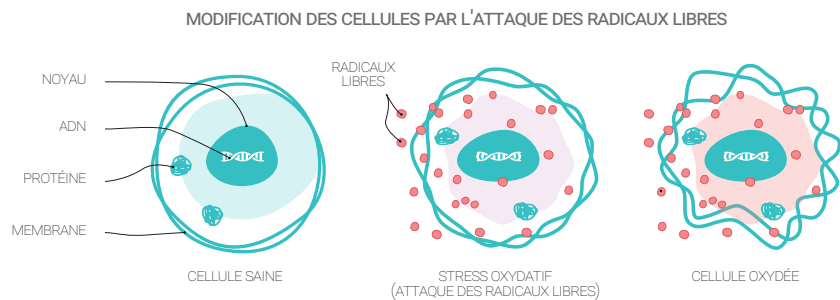 MODIFICATION DES CELLULES PAR L'ATTAQUE DES RADICAUX LIBRES
NOYAU
ADN
PROTÉINE
MEMBRANE
RADICAUX
LIBRES
CELLULE SAINE
STRESS OXYDATIF
(ATTAQUE DES RADICAUX LIBRES)
CELLULE OXYDÉE